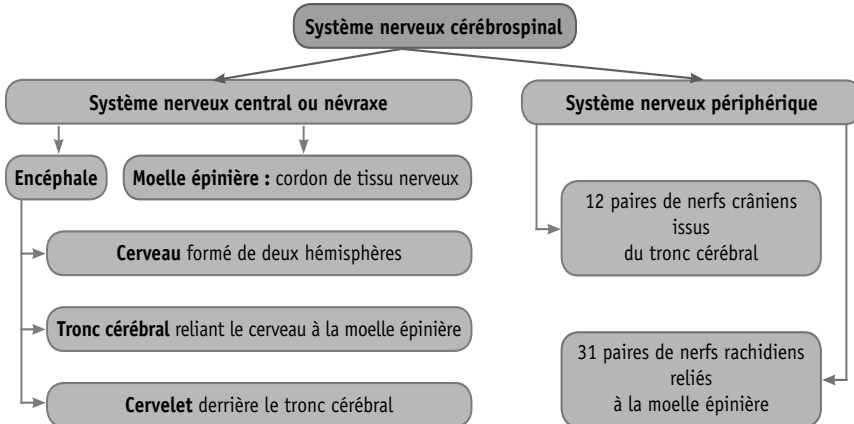 Système nerveux cérébrospinal
Système nerveux central ou névraxe
Système nerveux périphérique
Encéphale
Moelle épinière : cordon de tissu nerveux
12 paires de nerfs crâniens
issus
du tronc cérébral
Cerveau formé de deux hémisphères
Tronc cérébral reliant le cerveau à la moelle épinière
31 paires de nerfs rachidiens
reliés
à la moelle épinière
Cervelet derrière le tronc cérébral